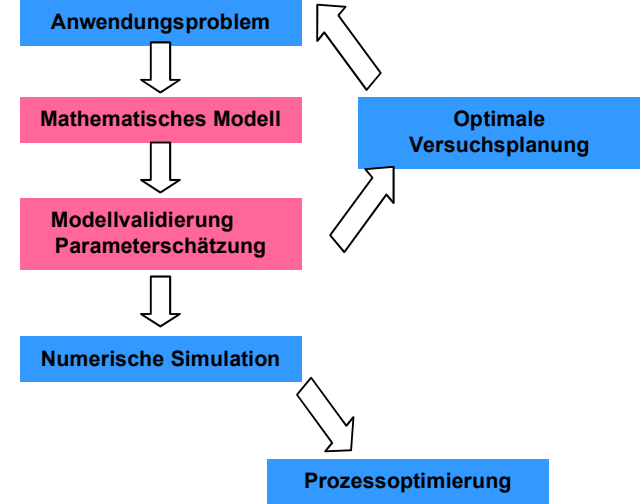 Anwendungsproblem
Mathematisches Modell
Optimale
Versuchsplanung
Modellvalidierung
Parameterschätzung
Numerische Simulation
Prozessoptimierung